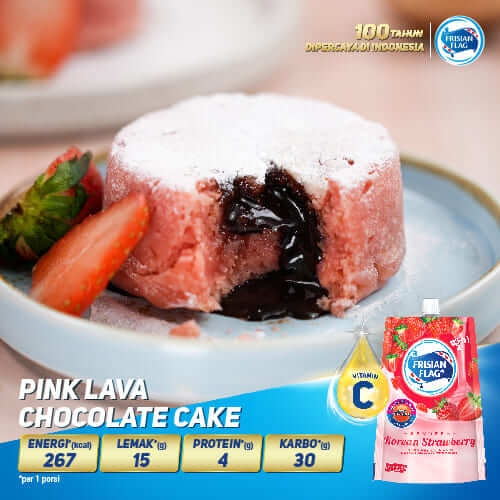 100 TAHUN
DIPERCAYA DI INDONESIA
FRISIAN
FLAG
PINK LAVA
CHOCOLATE CAKE
VITAMIN
C
FRISIAN
FLAG
Korean Strawberry
ENERGI*(kcal)
267
LEMAK*(g)
15
PROTEIN*(g)
4
KARBO*(g)
30
*per 1 porsi